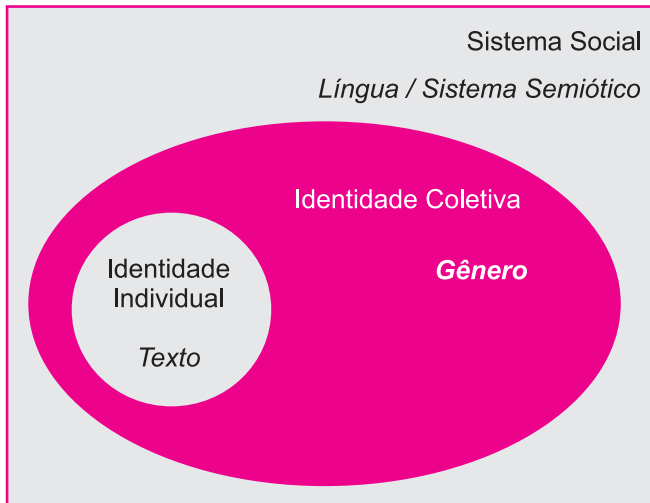 Sistema Social
Língua / Sistema Semiótico
Identidade Coletiva
Gênero
Identidade
Individual
Texto